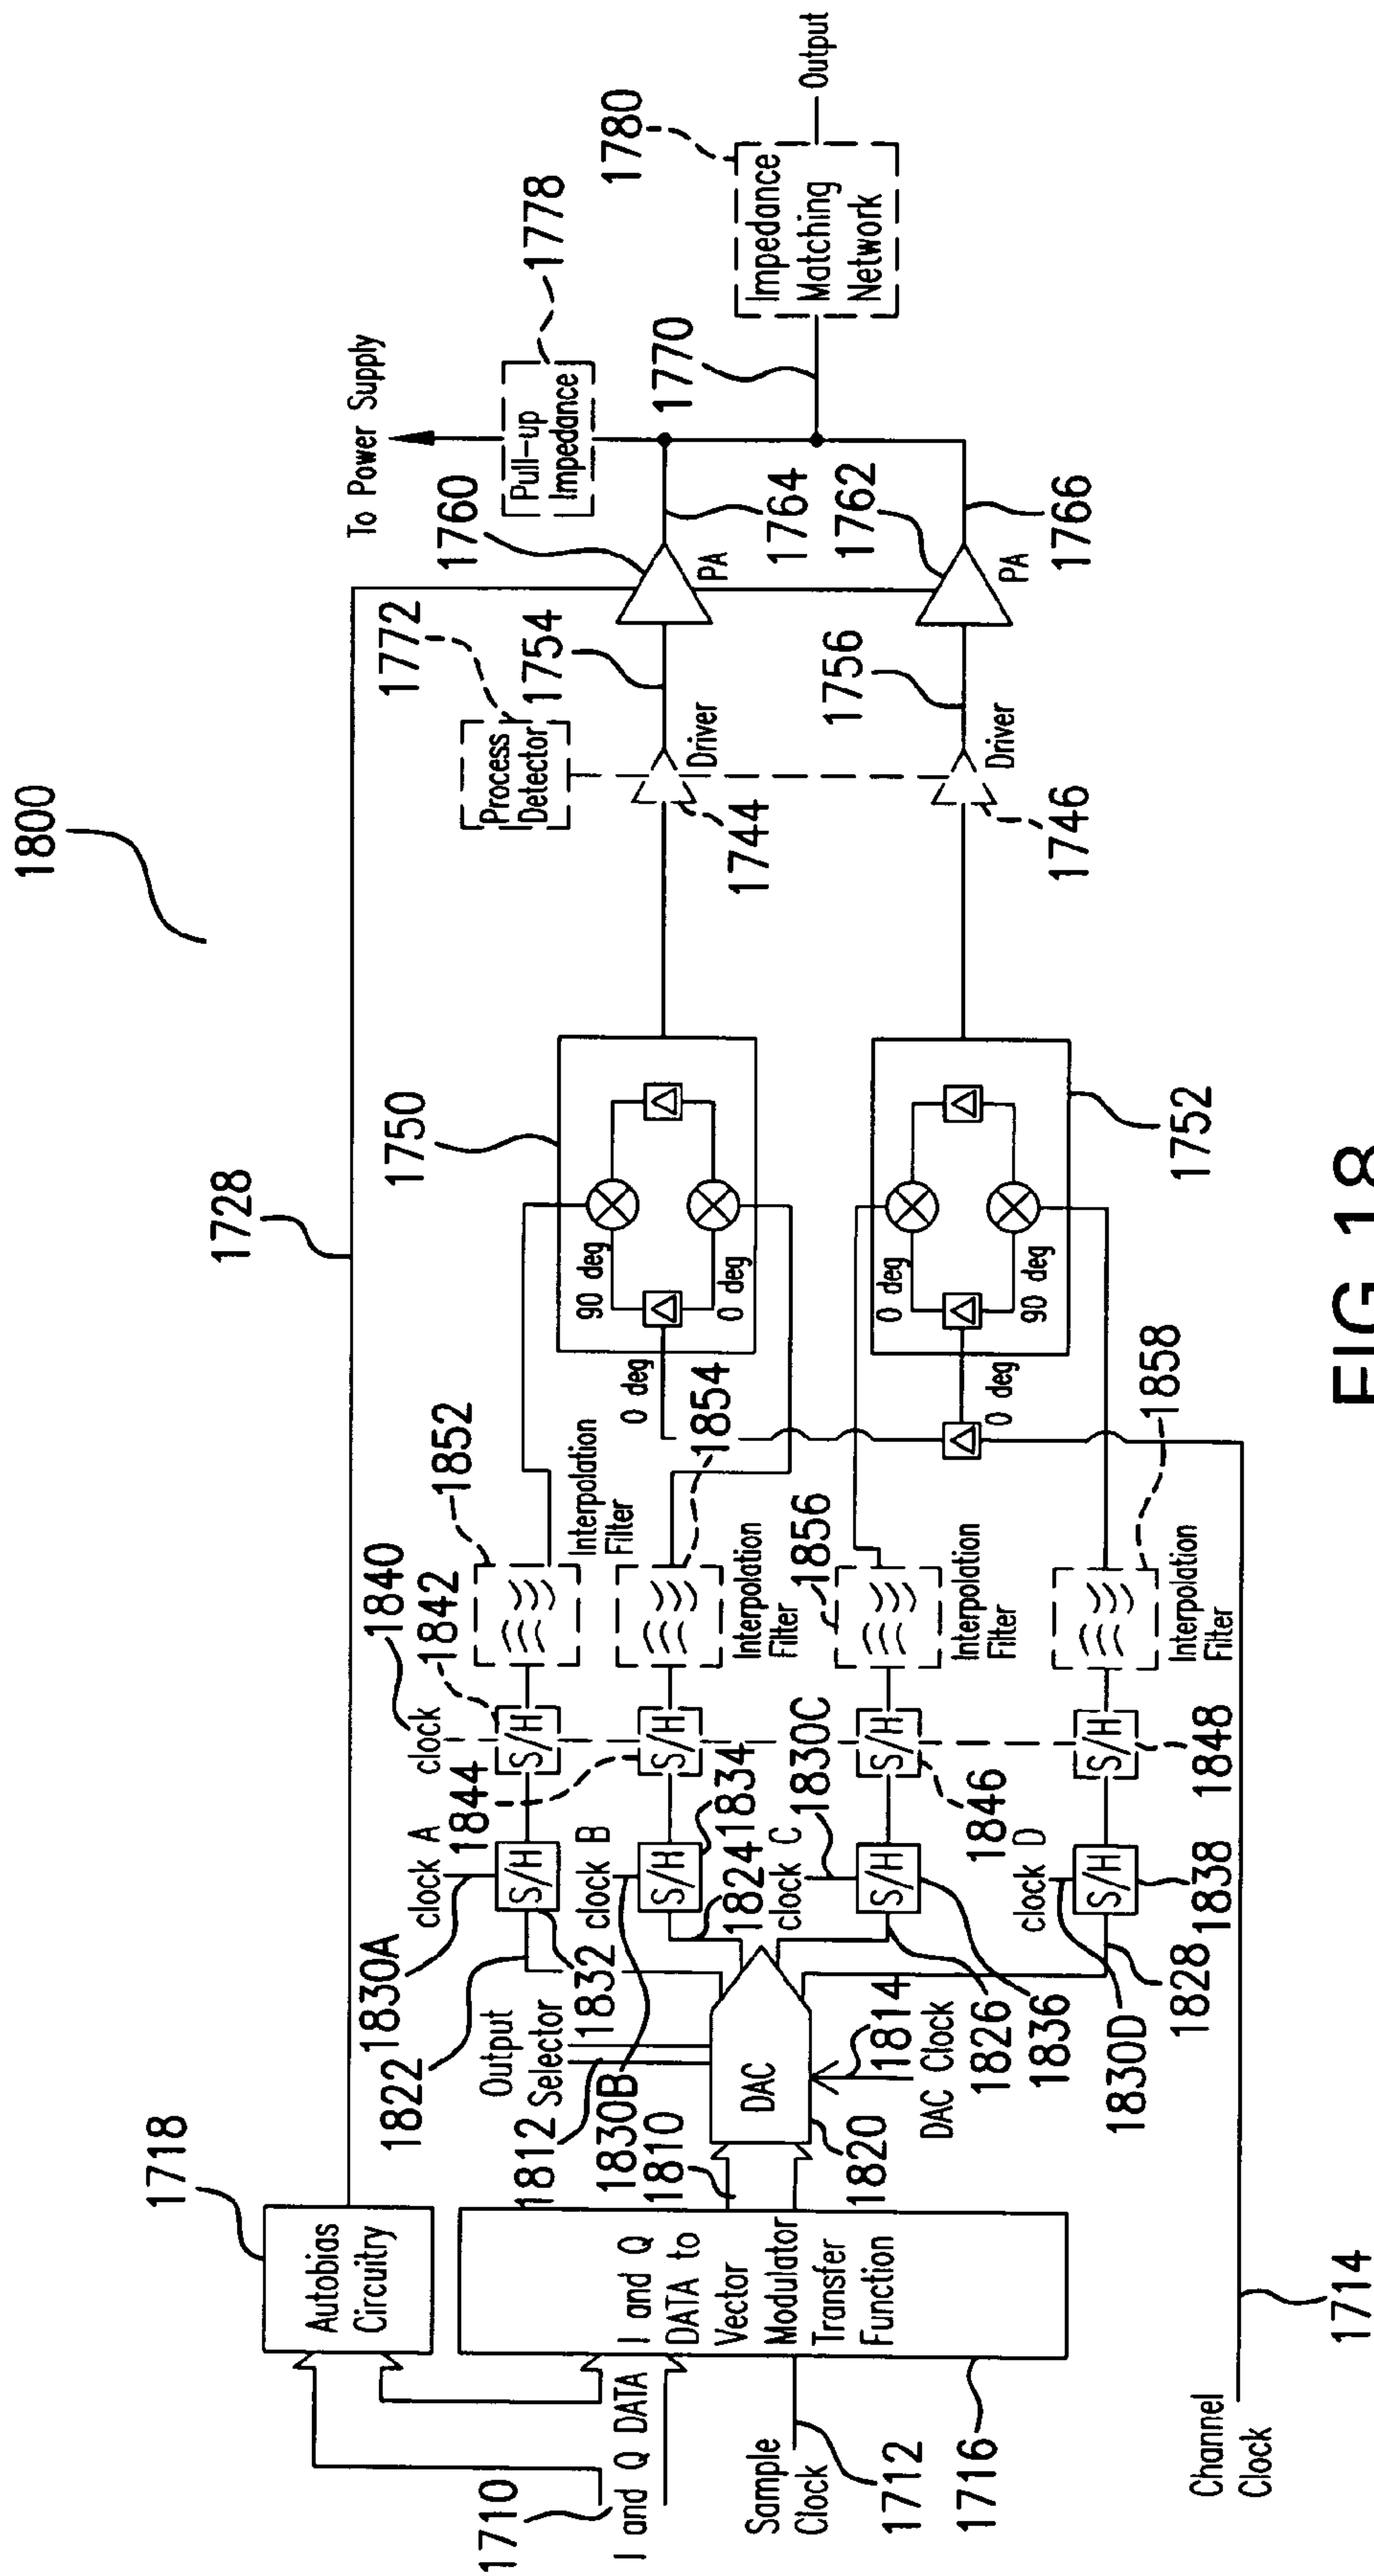 1800
1718
Autobias
Circuitry
1728
To Power Supply
1710
I and Q DATA
Sample
Clock
1712
1716
I and Q
DATA to
Vector
Modulator
Transfer
Function
1810
1812
Output
Selector
DAC
1820
1814
DAC Clock
1822
1824
1826
1828
1830A
clock A
S/H
1832
1830B
clock B
S/H
1834
1830C
clock C
S/H
1836
1830D
clock D
S/H
1838
1840
clock
1842
S/H
1844
S/H
1846
S/H
1848
S/H
1852
Interpolation
Filter
1854
Interpolation
Filter
1856
Interpolation
Filter
1858
Interpolation
Filter
1750
90 deg
0 deg
0 deg
1752
0 deg
90 deg
0 deg
1772
Process
Detector
1744
Driver
1754
1746
Driver
1756
1760
PA
1764
1762
PA
1766
1778
Pull-up
Impedance
1770
1780
Impedance
Matching
Network
Output
Channel
Clock
1714
FIG.18